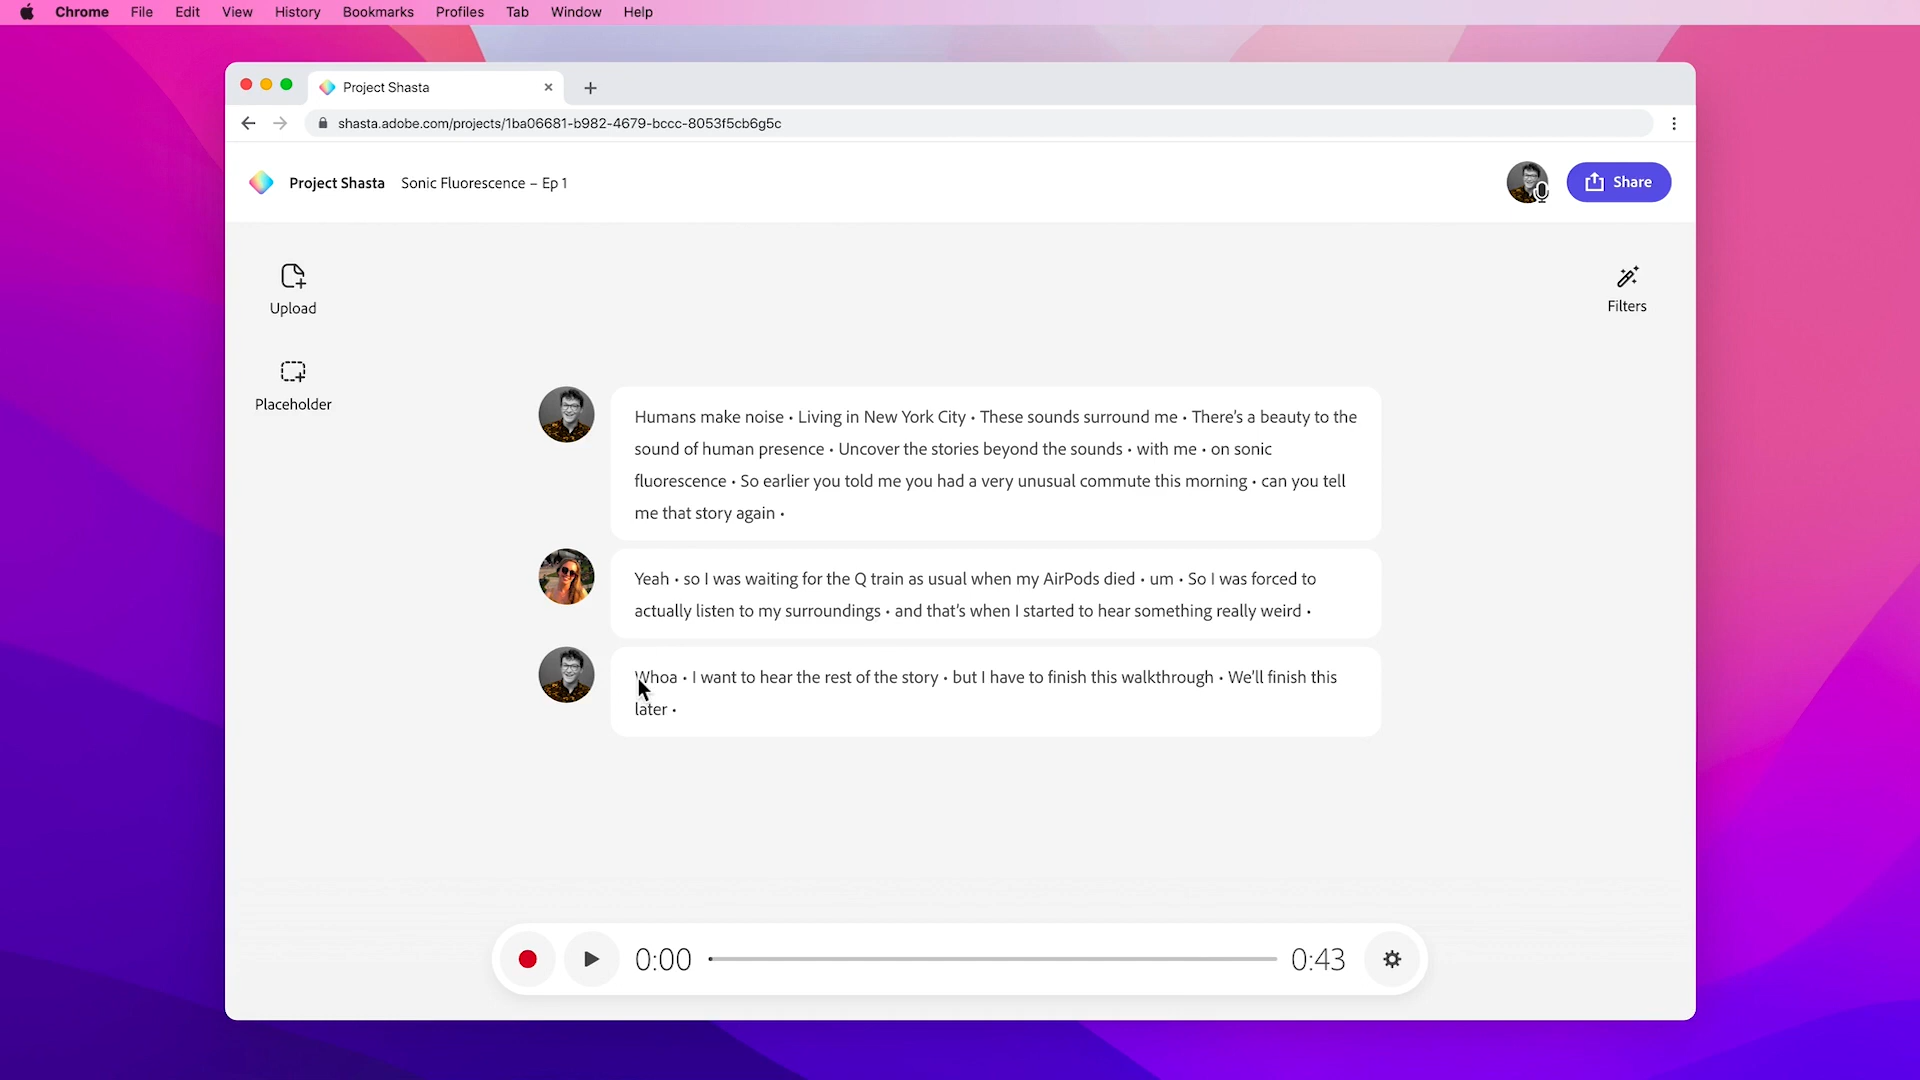 Chrome File Edit View History Bookmarks Profiles Tab Window Help
Project Shasta
shasta.adobe.com/projects/1ba06681-b982-4679-bccc-8053f5cb6g5c
Project Shasta Sonic Fluorescence – Ep 1
Share
Upload
Filters
Placeholder
Humans make noise • Living in New York City • These sounds surround me • There's a beauty to the
sound of human presence • Uncover the stories beyond the sounds • with me • on sonic
fluorescence • So earlier you told me you had a very unusual commute this morning • can you tell
me that story again •
Yeah • so I was waiting for the Q train as usual when my AirPods died • um • So I was forced to
actually listen to my surroundings • and that's when I started to hear something really weird •
Whoa • I want to hear the rest of the story • but I have to finish this walkthrough • We'll finish this
later •
0:00 0:43